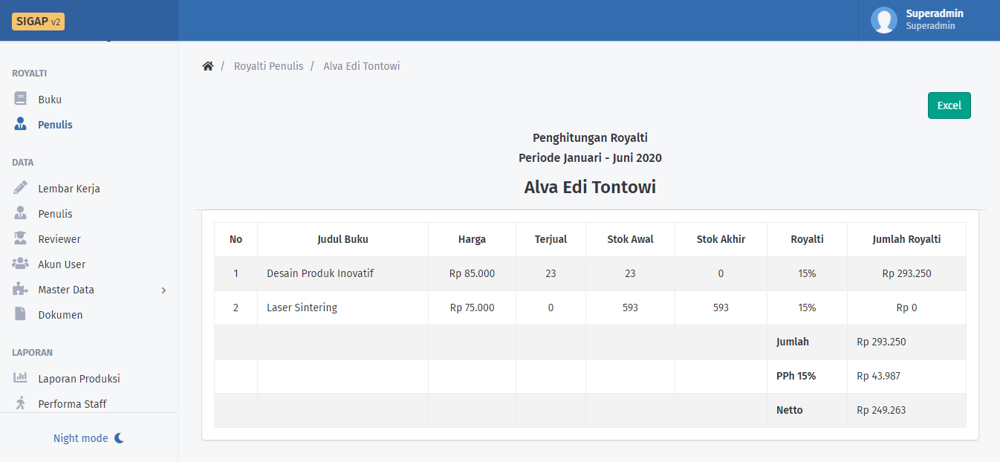 SIGAP v2
Superadmin
Superadmin
ROYALTI
Buku
Penulis
DATA
Lembar Kerja
Penulis
Reviewer
Akun User
Master Data
Dokumen
LAPORAN
Laporan Produksi
Performa Staff
Night mode
/ Royalti Penulis / Alva Edi Tontowi
Excel
Penghitungan Royalti
Periode Januari - Juni 2020
Alva Edi Tontowi
No Judul Buku Harga Terjual Stok Awal Stok Akhir Royalti Jumlah Royalti
1 Desain Produk Inovatif Rp 85.000 23 23 0 15% Rp 293.250
2 Laser Sintering Rp 75.000 0 593 593 15% Rp 0
Jumlah Rp 293.250
PPh 15% Rp 43.987
Netto Rp 249.263